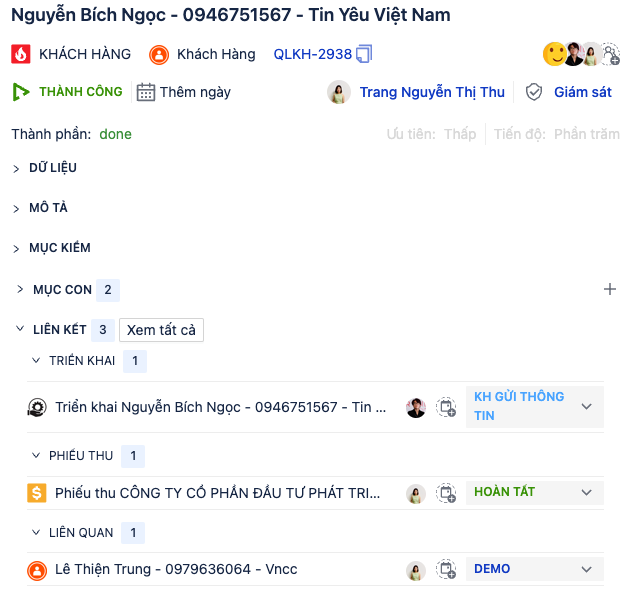 Nguyễn Bích Ngọc - 0946751567 - Tin Yêu Việt Nam
KHÁCH HÀNG Khách Hàng QLKH-2938
THÀNH CÔNG Thêm ngày Trang Nguyễn Thị Thu Giám sát
Thành phần: done Ưu tiên: Thấp Tiến độ: Phần trăm
DỮ LIỆU
MÔ TẢ
MỤC KIỂM
MỤC CON 2
LIÊN KẾT 3 Xem tất cả
TRIỂN KHAI 1
Triển khai Nguyễn Bích Ngọc - 0946751567 - Tin ... KH GỬI THÔNG
TIN
PHIẾU THU 1
Phiếu thu CÔNG TY CỔ PHẦN ĐẦU TƯ PHÁT TRI... HOÀN TẤT
LIÊN QUAN 1
Lê Thiện Trung - 0979636064 - Vncc DEMO